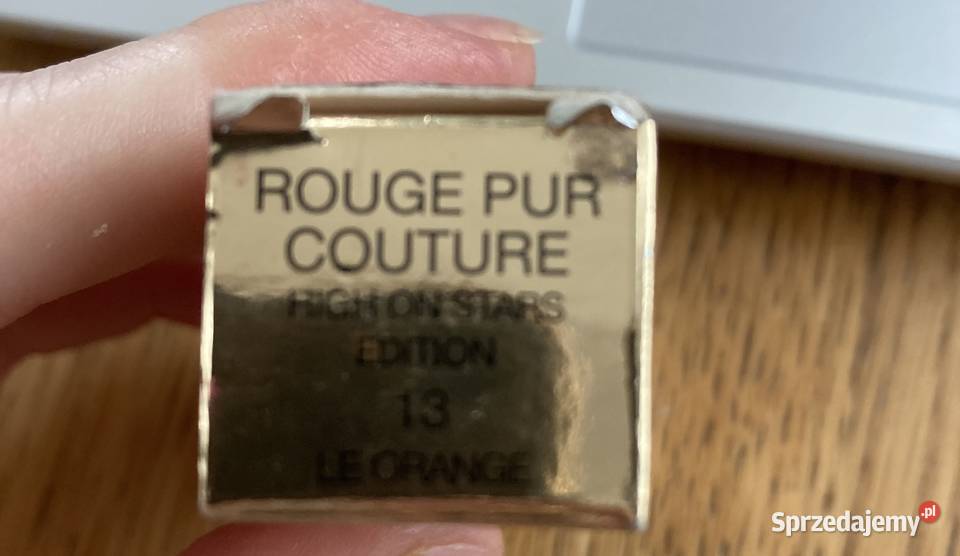 ROUGE PUR
COUTURE
HIGH ON STARS
EDITION
13
LE ORANGE
Sprzedajemy.pl